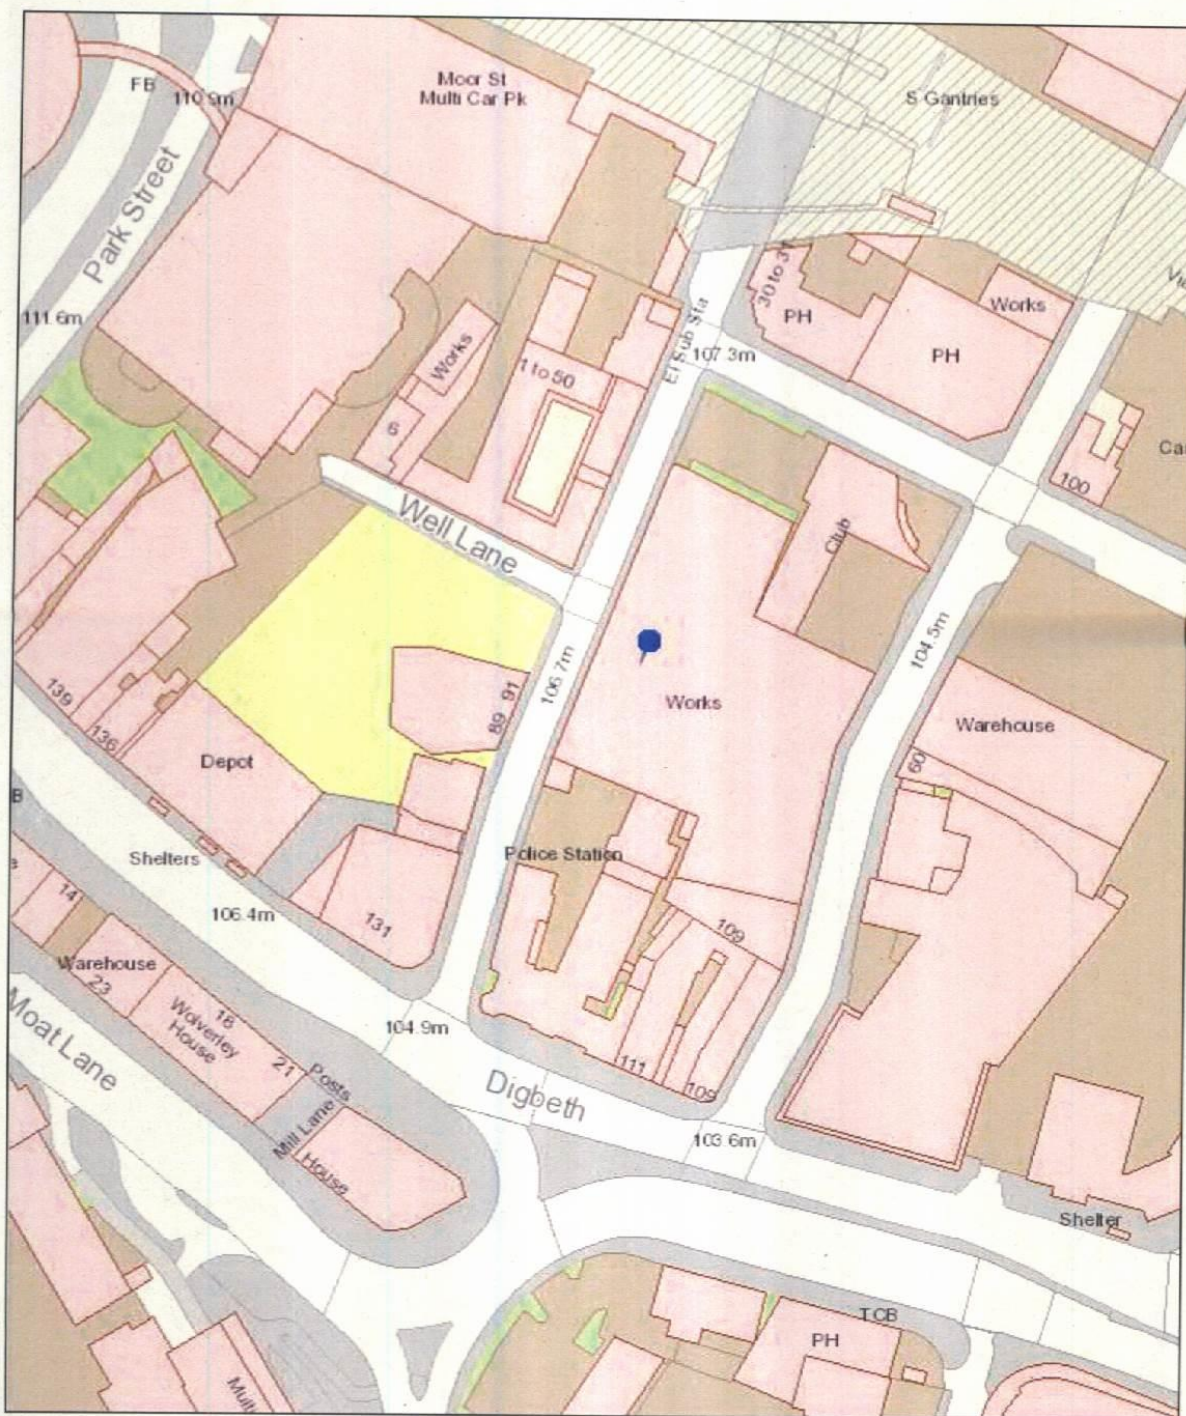 FB
110.9m
Moor St
Multi Car Pk
S Gantries
Park Street
111.6m
Works
6
1 to 50
El Sub Sta
30 to 31
PH
107.3m
PH
Works
100
Well Lane
Club
104.5m
106.7m
Works
Warehouse
60
91
89
139
136
Depot
Shelters
Police Station
106.4m
131
14
Warehouse
23
18
Wolverley
House
21
Moat Lane
104.9m
Posts
Mill Lane
House
Digbeth
109
111
109
103.6m
Shelter
TCB
PH